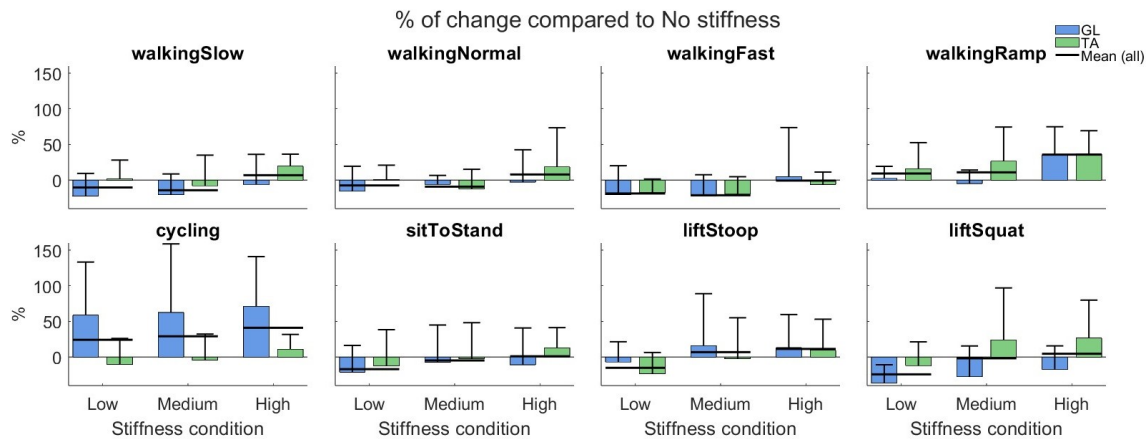 % of change compared to No stiffness
GL
TA
Mean (all)
walkingSlow
walkingNormal
walkingFast
walkingRamp
150
100
50
0
%
cycling
sitToStand
liftStoop
liftSquat
150
100
50
0
%
Low Medium High
Low Medium High
Low Medium High
Low Medium High
Stiffness condition
Stiffness condition
Stiffness condition
Stiffness condition